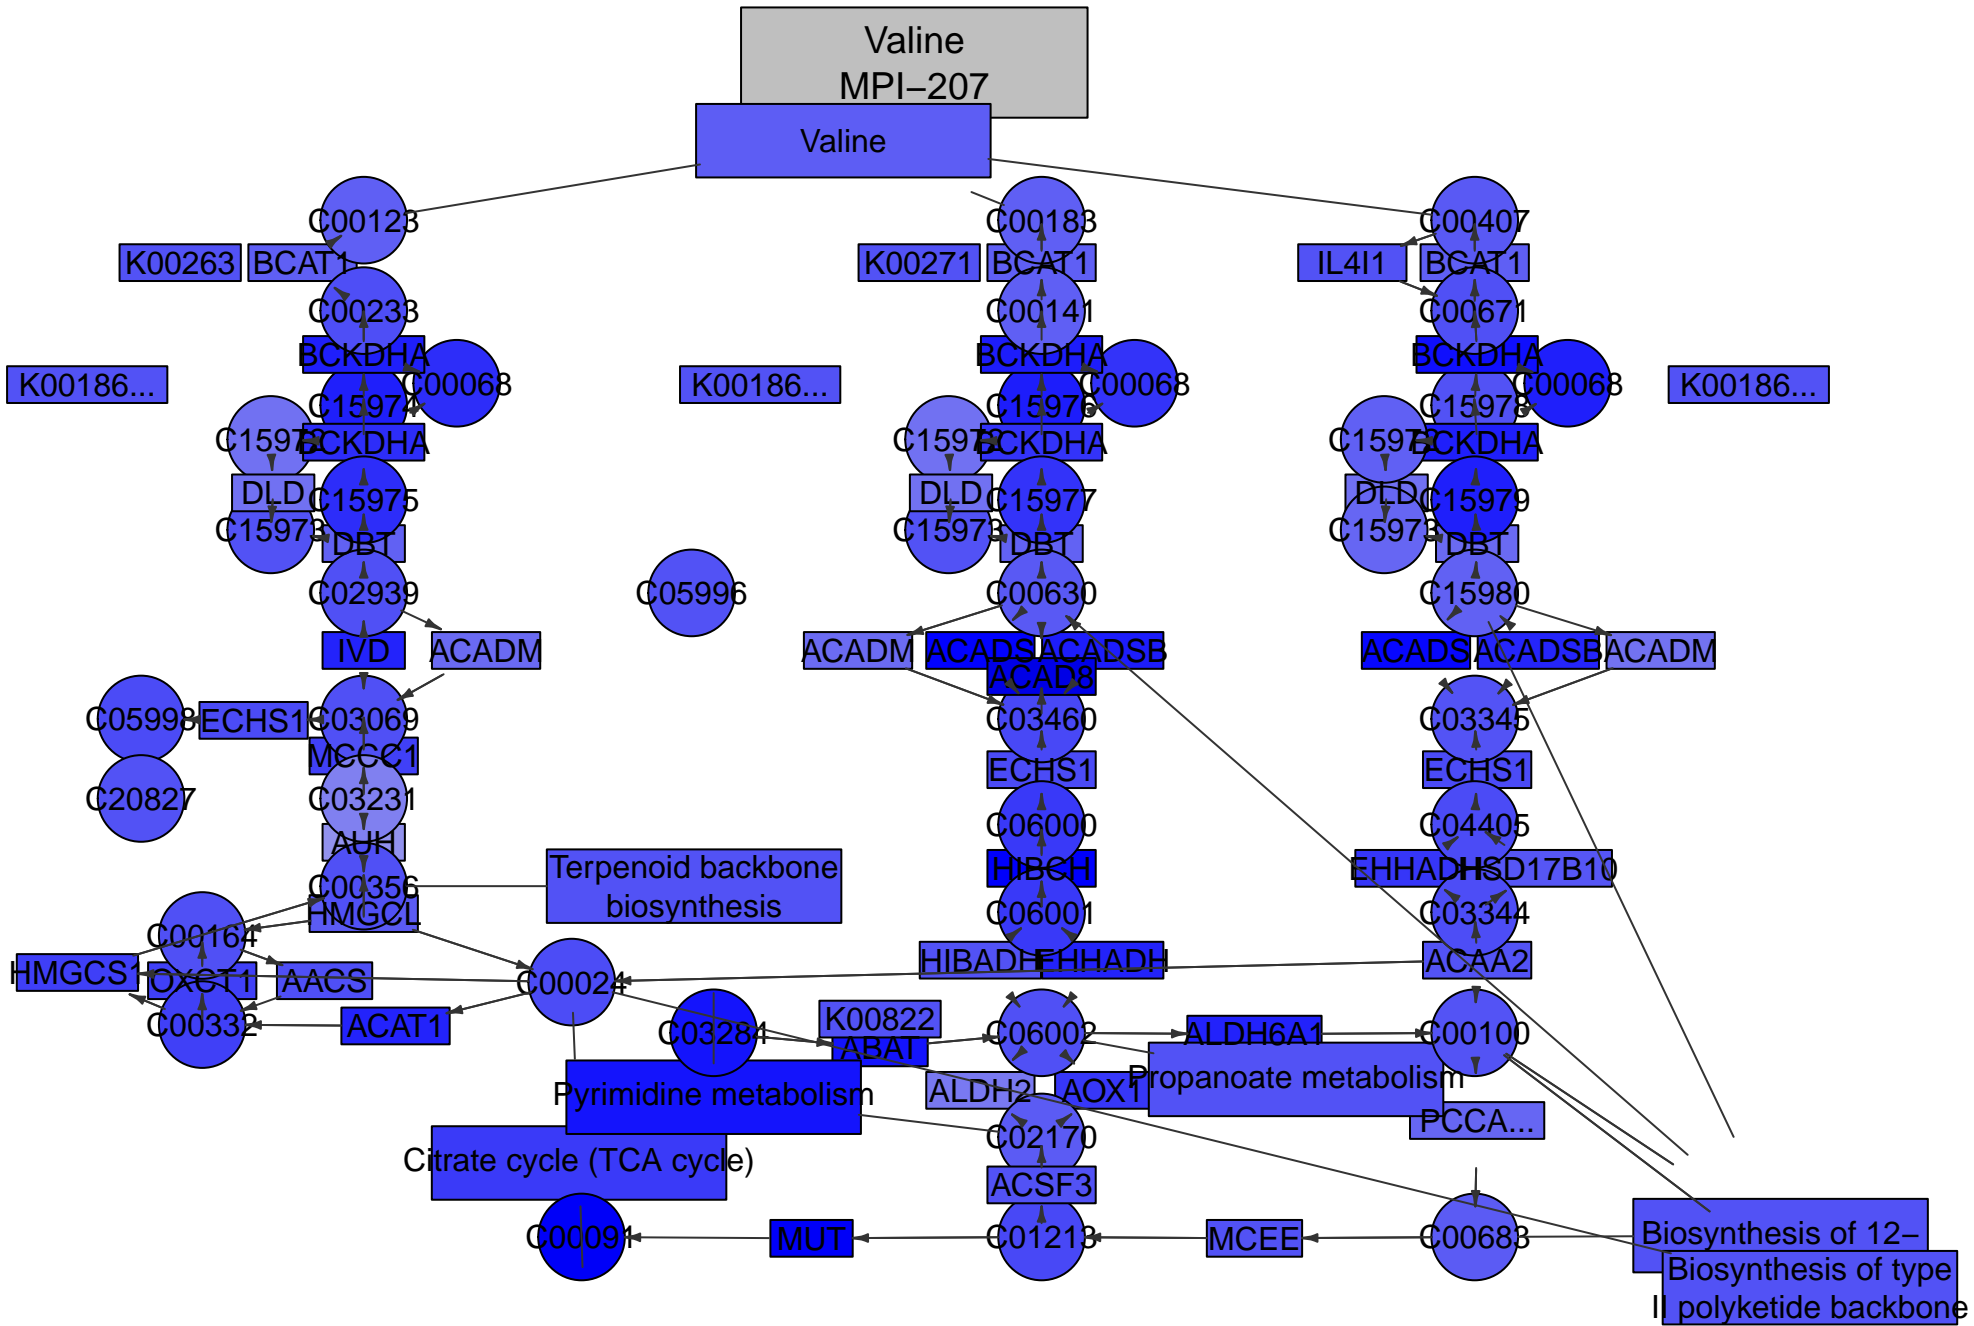 Valine
MPI−207
Valine
C00123
C00183
C00407
K00263
BCAT1
K00271
BCAT1
IL4I1
BCAT1
C00233
C00141
C00671
BCKDHA
BCKDHA
BCKDHA
K00186...
C15974
C00068
K00186...
C15976
C00068
C15978
C00068
K00186...
C15972
BCKDHA
C15972
BCKDHA
C15972
BCKDHA
DLD
C15975
DLD
C15977
DLD
C15979
C15973
DBT
C15973
DBT
C15973
DBT
C02939
C05996
C00630
C15980
IVD
ACADM
ACADM
ACADS
ACADSB
ACADS
ACADSB
ACADM
ACAD8
C05998
ECHS1
C03069
C03460
C03345
MCCC1
ECHS1
ECHS1
C20827
C03231
C06000
C04405
AUH
HIBCH
EHHADH
HSD17B10
Terpenoid backbone
biosynthesis
C00356
HMGCL
C06001
C03344
C00164
HIBADH
EHHADH
ACAA2
HMGCS1
OXCT1
AACS
C00024
C00332
ACAT1
C03284
K00822
ABAT
C06002
ALDH6A1
C00100
Pyrimidine metabolism
ALDH2
AOX1
Propanoate metabolism
PCCA...
C02170
Citrate cycle (TCA cycle)
ACSF3
C00091
MUT
C01213
MCEE
C00683
Biosynthesis of 12−
Biosynthesis of type
II polyketide backbone